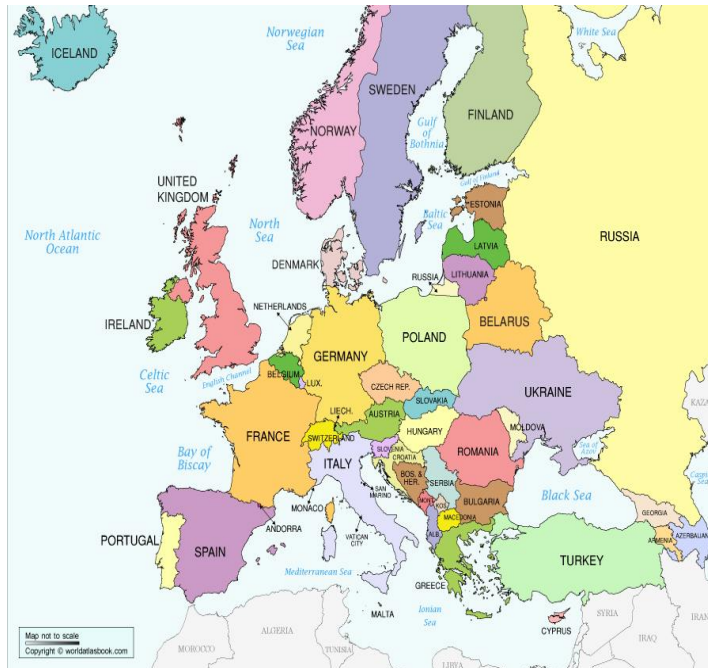 ICELAND
Norwegian
Sea
White Sea
SWEDEN
FINLAND
NORWAY
Gulf
of
Bothnia
Gulf of Finland
UNITED
KINGDOM
ESTONIA
North Atlantic
Ocean
North
Sea
Baltic
Sea
RUSSIA
LATVIA
DENMARK
LITHUANIA
RUSSIA
NETHERLANDS
IRELAND
BELARUS
POLAND
GERMANY
Celtic
Sea
English Channel
BELGIUM
LUX.
CZECH REP.
UKRAINE
SLOVAKIA
LIECH.
AUSTRIA
MOLDOVA
FRANCE
SWITZERLAND
HUNGARY
Bay of
Biscay
SLOVENIA
CROATIA
ROMANIA
Sea of
Azov
ITALY
BOS. &
HER.
SERBIA
SAN
MARINO
MONACO
MONT.
KOS.
BULGARIA
Black Sea
ANDORRA
VATICAN
CITY
MACEDONIA
ALB.
GEORGIA
PORTUGAL
SPAIN
ARMENIA
AZERBAIJAN
TURKEY
Mediterranean Sea
GREECE
Ionian
Sea
MALTA
CYPRUS
SYRIA
IRAQ
IRAN
MOROCCO
ALGERIA
TUNISIA
LIBYA
Map not to scale
Copyright © worldatlasbook.com